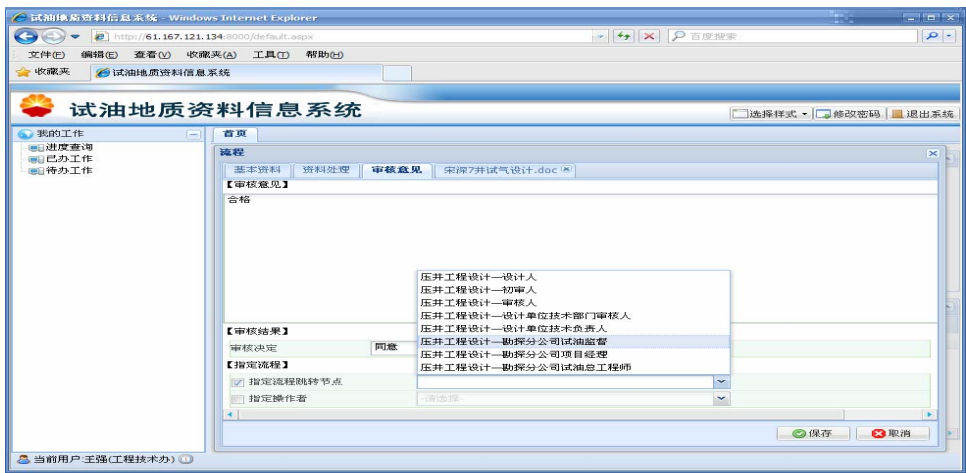 试油地质资料信息系统 - Windows Internet Explorer
http://61.167.121.134:8000/default.aspx
百度搜索
文件(F) 编辑(E) 查看(V) 收藏夹(A) 工具(T) 帮助(H)
收藏夹 试油地质资料信息系统
试油地质资料信息系统
选择样式 修改密码 退出系统
我的工作
首页
进度查询
已办工作
待办工作
流程
基本资料 资料处理 审核意见 宋深7井试气设计.doc
【审核意见】
合格
压井工程设计—设计人
压井工程设计—初审人
压井工程设计—审核人
压井工程设计—设计单位技术部门审核人
压井工程设计—设计单位技术负责人
压井工程设计—勘探分公司试油监督
压井工程设计—勘探分公司项目经理
压井工程设计—勘探分公司试油总工程师
【审核结果】
审核决定 同意
【指定流程】
指定流程跳转节点
指定操作者 -请选择-
保存 取消
当前用户:王强(工程技术办)